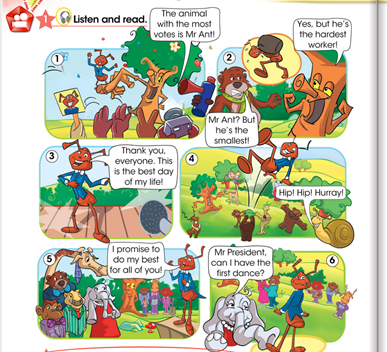 1 Listen and read.
1
The animal
with the most
votes is Mr Ant!
2
Yes, but he's
the hardest
worker!
Mr Ant? But
he's the
smallest!
3
Thank you,
everyone. This
is the best day
of my life!
4
Hip! Hip! Hurray!
5
I promise to
do my best
for all of you!
Mr President,
can I have the
first dance?
6